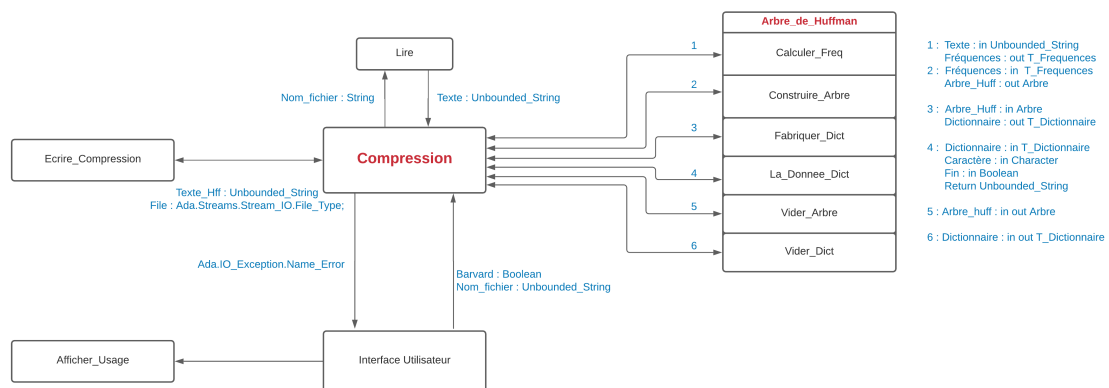 Arbre_de_Huffman
Lire
Calculer_Freq
Construire_Arbre
Fabriquer_Dict
La_Donnee_Dict
Vider_Arbre
Vider_Dict
1
2
3
4
5
6
1 : Texte : in Unbounded_String
Fréquences : out T_Frequences
2 : Fréquences : in T_Frequences
Arbre_Huff : out Arbre
3 : Arbre_Huff : in Arbre
Dictionnaire : out T_Dictionnaire
4 : Dictionnaire : in T_Dictionnaire
Caractère : in Character
Fin : in Boolean
Return Unbounded_String
5 : Arbre_huff : in out Arbre
6 : Dictionnaire : in out T_Dictionnaire
Nom_fichier : String
Texte : Unbounded_String
Ecrire_Compression
Compression
Texte_Hff : Unbounded_String
File : Ada.Streams.Stream_IO.File_Type;
Ada.IO_Exception.Name_Error
Barvard : Boolean
Nom_fichier : Unbounded_String
Afficher_Usage
Interface Utilisateur